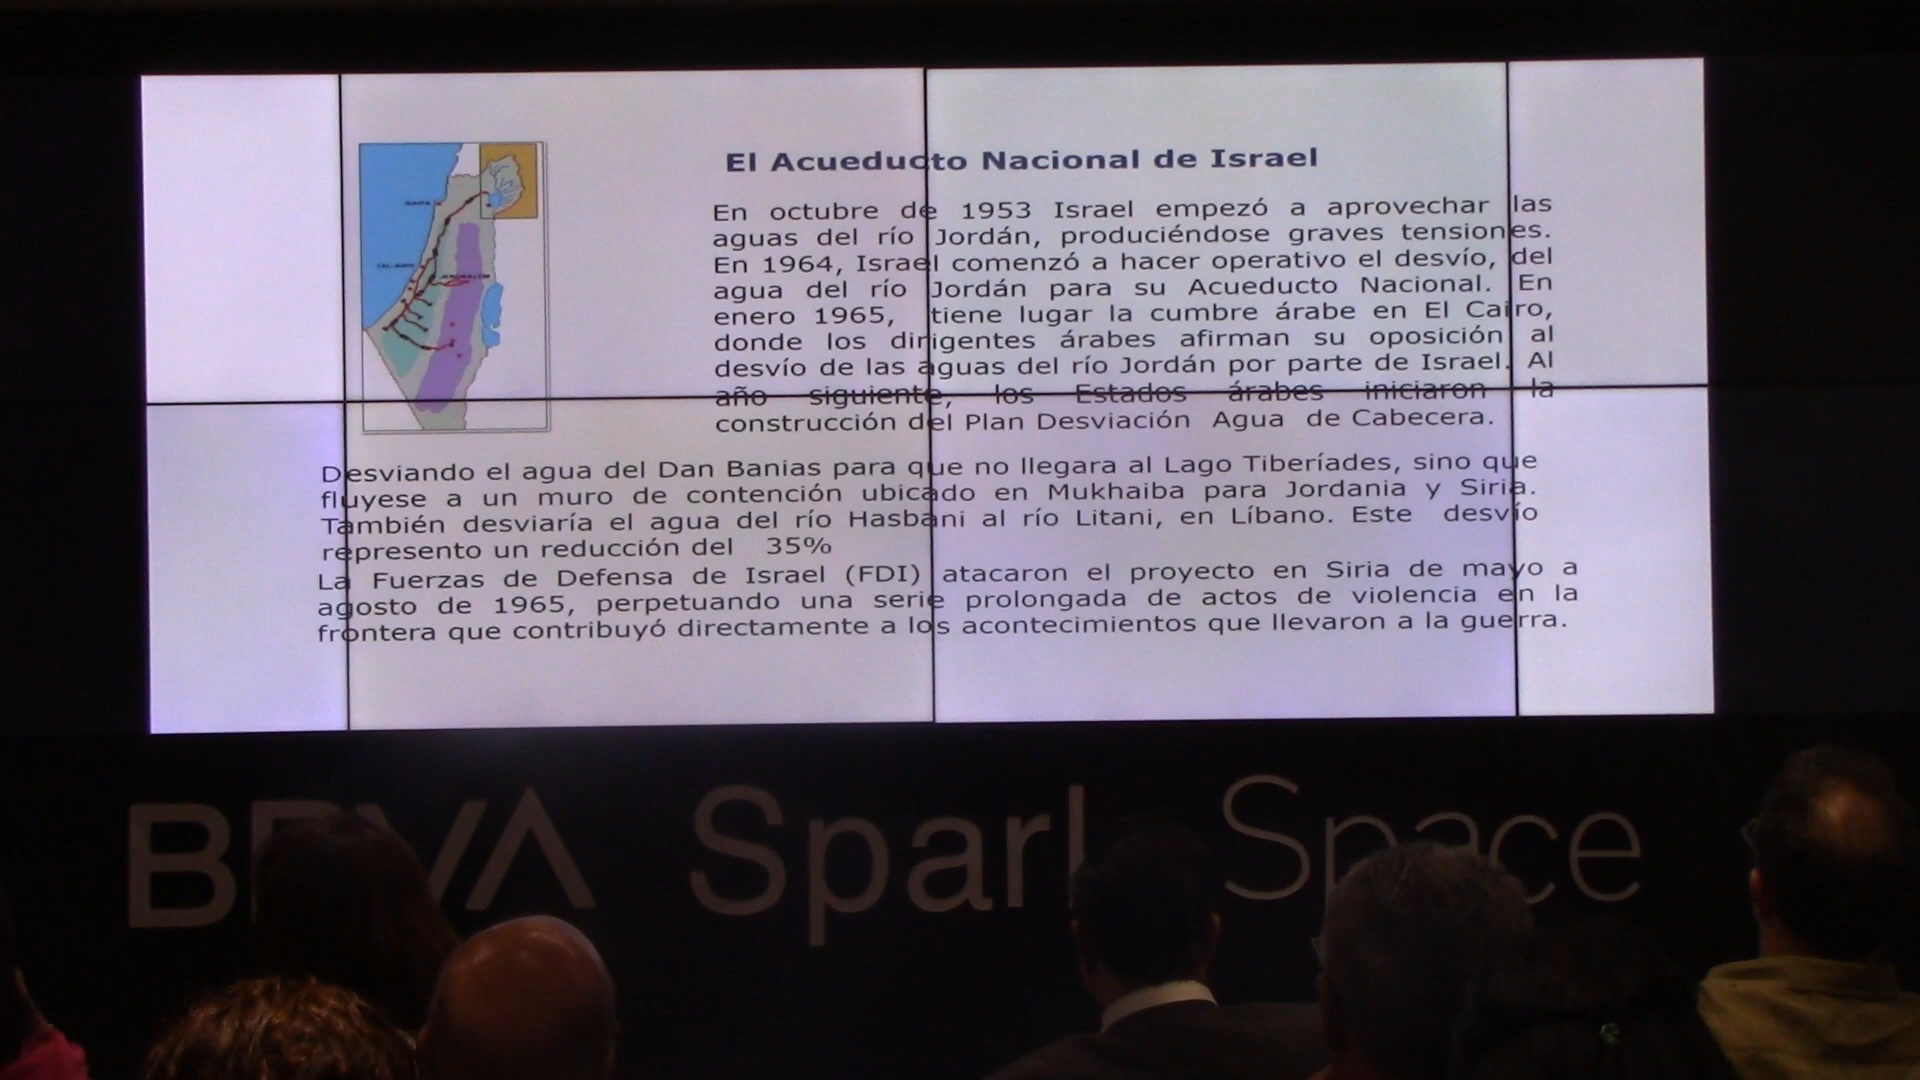 El Acueducto Nacional de Israel
En octubre de 1953 Israel empezó a aprovechar las
aguas del río Jordán, produciéndose graves tensiones.
En 1964, Israel comenzó a hacer operativo el desvío, del
agua del río Jordán para su Acueducto Nacional. En
enero 1965, tiene lugar la cumbre árabe en El Cairo,
donde los dirigentes árabes afirman su oposición al
desvío de las aguas del río Jordán por parte de Israel. Al
año siguiente, los Estados árabes iniciaron la
construcción del Plan Desviación Agua de Cabecera.
Desviando el agua del Dan Banias para que no llegara al Lago Tiberíades, sino que
fluyese a un muro de contención ubicado en Mukhaiba para Jordania y Siria.
También desviaría el agua del río Hasbani al río Litani, en Líbano. Este desvío
represento un reducción del 35%
La Fuerzas de Defensa de Israel (FDI) atacaron el proyecto en Siria de mayo a
agosto de 1965, perpetuando una serie prolongada de actos de violencia en la
frontera que contribuyó directamente a los acontecimientos que llevaron a la guerra.
BBVA Spark Space